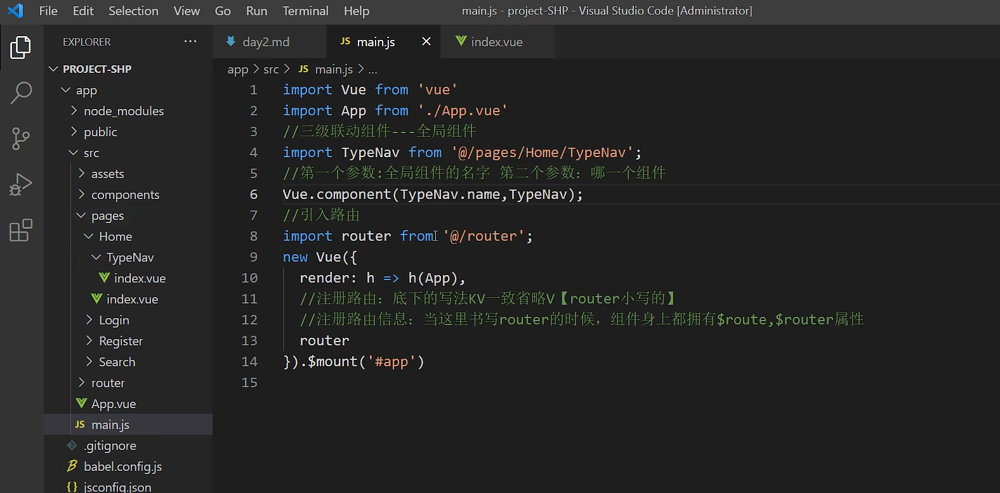 File Edit Selection View Go Run Terminal Help
main.js - project-SHP - Visual Studio Code [Administrator]
EXPLORER ···
PROJECT-SHP
app
node_modules
public
src
assets
components
pages
Home
TypeNav
index.vue
index.vue
Login
Register
Search
router
App.vue
JS main.js
.gitignore
babel.config.js
{} jsconfig.json
day2.md
JS main.js
index.vue
app > src > JS main.js > ...
1 import Vue from 'vue'
2 import App from './App.vue'
3 //三级联动组件---全局组件
4 import TypeNav from '@/pages/Home/TypeNav';
5 //第一个参数:全局组件的名字 第二个参数：哪一个组件
6 Vue.component(TypeNav.name,TypeNav);
7 //引入路由
8 import router from '@/router';
9 new Vue({
10 render: h => h(App),
11 //注册路由：底下的写法KV一致省略V【router小写的】
12 //注册路由信息：当这里书写router的时候，组件身上都拥有$route,$router属性
13 router
14 }).$mount('#app')
15